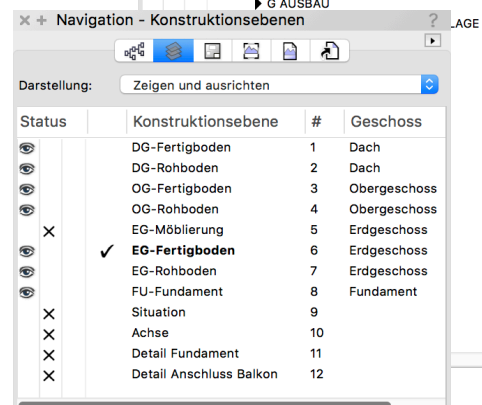 G AUSBAU
Navigation - Konstruktionsebenen ?
LAGE
Darstellung: Zeigen und ausrichten
Status Konstruktionsebene # Geschoss
DG-Fertigboden 1 Dach
DG-Rohboden 2 Dach
OG-Fertigboden 3 Obergeschoss
OG-Rohboden 4 Obergeschoss
EG-Möblierung 5 Erdgeschoss
EG-Fertigboden 6 Erdgeschoss
EG-Rohboden 7 Erdgeschoss
FU-Fundament 8 Fundament
Situation 9
Achse 10
Detail Fundament 11
Detail Anschluss Balkon 12